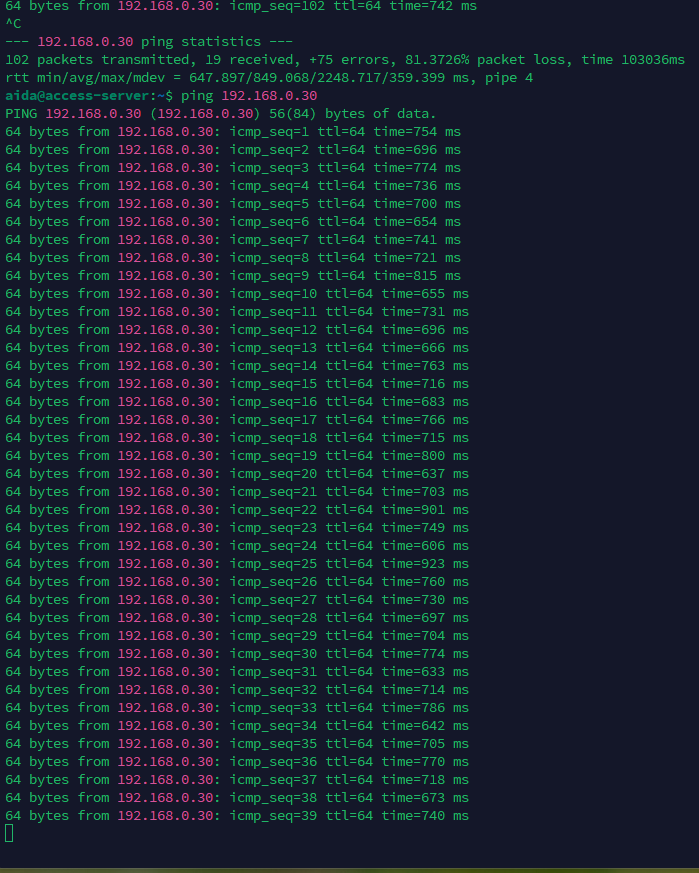 64 bytes from 192.168.0.30: icmp_seq=102 ttl=64 time=742 ms
^C
--- 192.168.0.30 ping statistics ---
102 packets transmitted, 19 received, +75 errors, 81.3726% packet loss, time 103036ms
rtt min/avg/max/mdev = 647.897/849.068/2248.717/359.399 ms, pipe 4
aida@access-server:~$ ping 192.168.0.30
PING 192.168.0.30 (192.168.0.30) 56(84) bytes of data.
64 bytes from 192.168.0.30: icmp_seq=1 ttl=64 time=754 ms
64 bytes from 192.168.0.30: icmp_seq=2 ttl=64 time=696 ms
64 bytes from 192.168.0.30: icmp_seq=3 ttl=64 time=774 ms
64 bytes from 192.168.0.30: icmp_seq=4 ttl=64 time=736 ms
64 bytes from 192.168.0.30: icmp_seq=5 ttl=64 time=700 ms
64 bytes from 192.168.0.30: icmp_seq=6 ttl=64 time=654 ms
64 bytes from 192.168.0.30: icmp_seq=7 ttl=64 time=741 ms
64 bytes from 192.168.0.30: icmp_seq=8 ttl=64 time=721 ms
64 bytes from 192.168.0.30: icmp_seq=9 ttl=64 time=815 ms
64 bytes from 192.168.0.30: icmp_seq=10 ttl=64 time=655 ms
64 bytes from 192.168.0.30: icmp_seq=11 ttl=64 time=731 ms
64 bytes from 192.168.0.30: icmp_seq=12 ttl=64 time=696 ms
64 bytes from 192.168.0.30: icmp_seq=13 ttl=64 time=666 ms
64 bytes from 192.168.0.30: icmp_seq=14 ttl=64 time=763 ms
64 bytes from 192.168.0.30: icmp_seq=15 ttl=64 time=716 ms
64 bytes from 192.168.0.30: icmp_seq=16 ttl=64 time=683 ms
64 bytes from 192.168.0.30: icmp_seq=17 ttl=64 time=766 ms
64 bytes from 192.168.0.30: icmp_seq=18 ttl=64 time=715 ms
64 bytes from 192.168.0.30: icmp_seq=19 ttl=64 time=800 ms
64 bytes from 192.168.0.30: icmp_seq=20 ttl=64 time=637 ms
64 bytes from 192.168.0.30: icmp_seq=21 ttl=64 time=703 ms
64 bytes from 192.168.0.30: icmp_seq=22 ttl=64 time=901 ms
64 bytes from 192.168.0.30: icmp_seq=23 ttl=64 time=749 ms
64 bytes from 192.168.0.30: icmp_seq=24 ttl=64 time=606 ms
64 bytes from 192.168.0.30: icmp_seq=25 ttl=64 time=923 ms
64 bytes from 192.168.0.30: icmp_seq=26 ttl=64 time=760 ms
64 bytes from 192.168.0.30: icmp_seq=27 ttl=64 time=730 ms
64 bytes from 192.168.0.30: icmp_seq=28 ttl=64 time=697 ms
64 bytes from 192.168.0.30: icmp_seq=29 ttl=64 time=704 ms
64 bytes from 192.168.0.30: icmp_seq=30 ttl=64 time=774 ms
64 bytes from 192.168.0.30: icmp_seq=31 ttl=64 time=633 ms
64 bytes from 192.168.0.30: icmp_seq=32 ttl=64 time=714 ms
64 bytes from 192.168.0.30: icmp_seq=33 ttl=64 time=786 ms
64 bytes from 192.168.0.30: icmp_seq=34 ttl=64 time=642 ms
64 bytes from 192.168.0.30: icmp_seq=35 ttl=64 time=705 ms
64 bytes from 192.168.0.30: icmp_seq=36 ttl=64 time=770 ms
64 bytes from 192.168.0.30: icmp_seq=37 ttl=64 time=718 ms
64 bytes from 192.168.0.30: icmp_seq=38 ttl=64 time=673 ms
64 bytes from 192.168.0.30: icmp_seq=39 ttl=64 time=740 ms